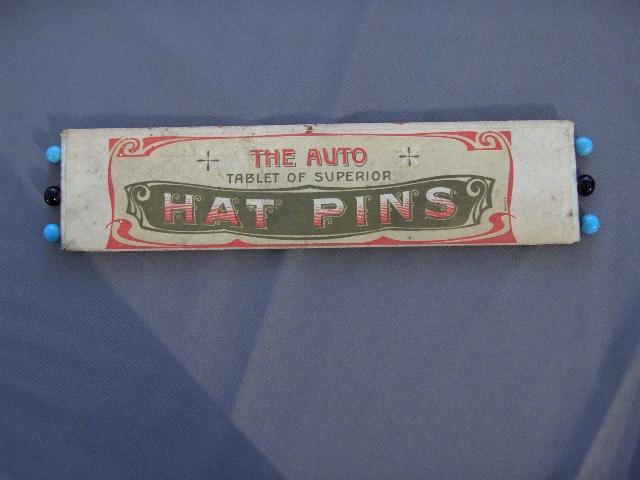 THE AUTO
TABLET OF SUPERIOR
HAT PINS